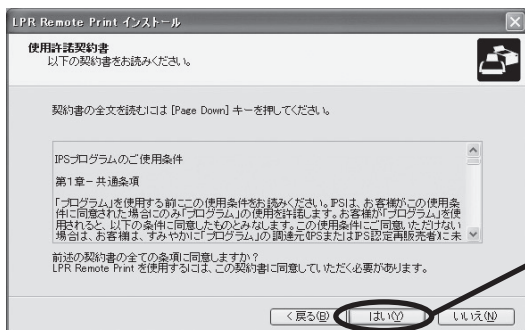 LPR Remote Print インストール
使用許諾契約書
以下の契約書をお読みください。
契約書の全文を読むには [Page Down] キーを押してください。
IPSプログラムのご使用条件
第1章－共通条項
「プログラム」を使用する前にこの使用条件をお読みください。IPSは、お客様がこの使用条
件に同意された場合にのみ「プログラム」の使用を許諾します。お客様が「プログラム」を使
用されると、以下の条件に同意したものとみなします。この使用条件にご同意いただけない
場合は、お客様は、すみやかに「プログラム」の調達元(IPSまたはIPS認定再販売者)に未
前述の契約書の全ての条項に同意しますか？
LPR Remote Print を使用するには、この契約書に同意していただく必要があります。
< 戻る(B)
はい(Y)
いいえ(N)